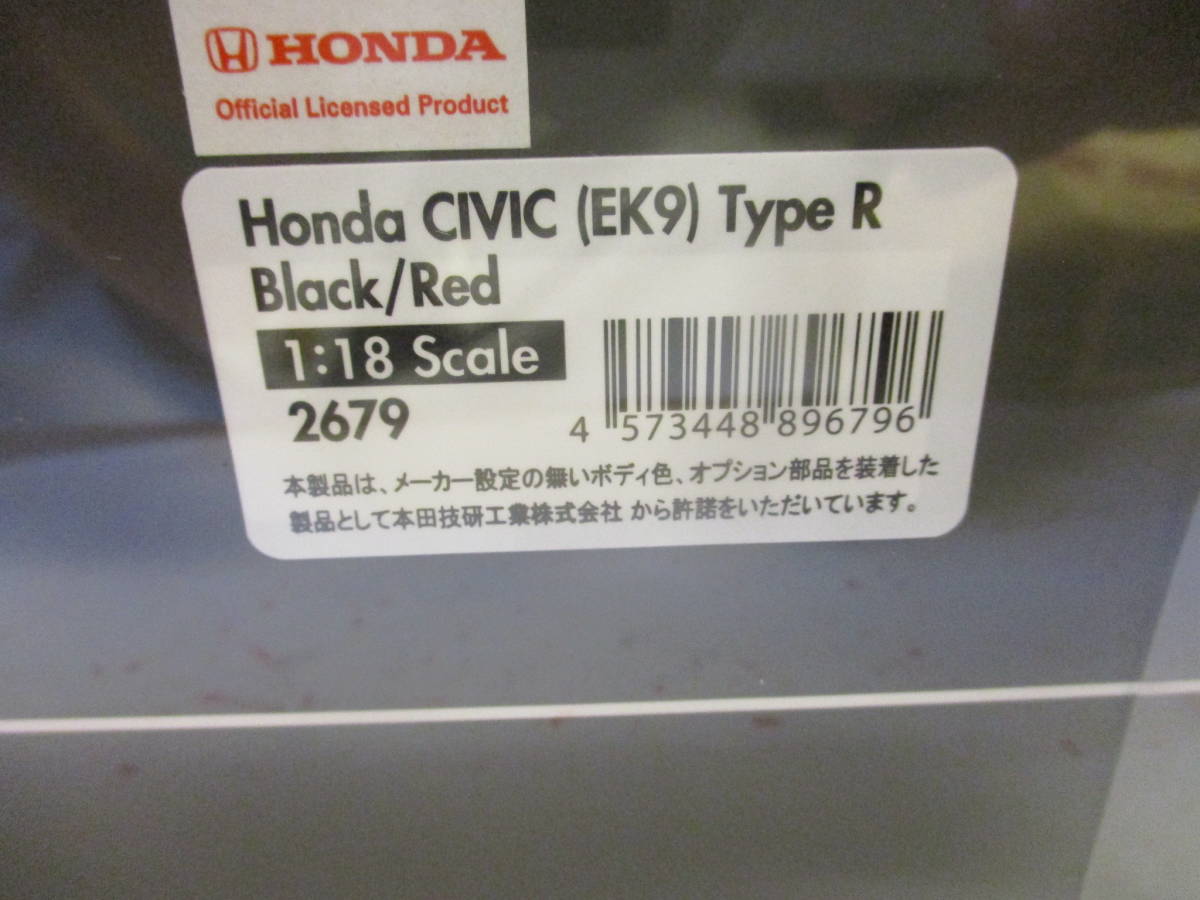 HONDA
Official Licensed Product
Honda CIVIC (EK9) Type R
Black/Red
1:18 Scale
2679
4 573448 896796
本製品は、メーカー設定の無いボディ色、オプション部品を装着した
製品として本田技研工業株式会社 から許諾をいただいています。